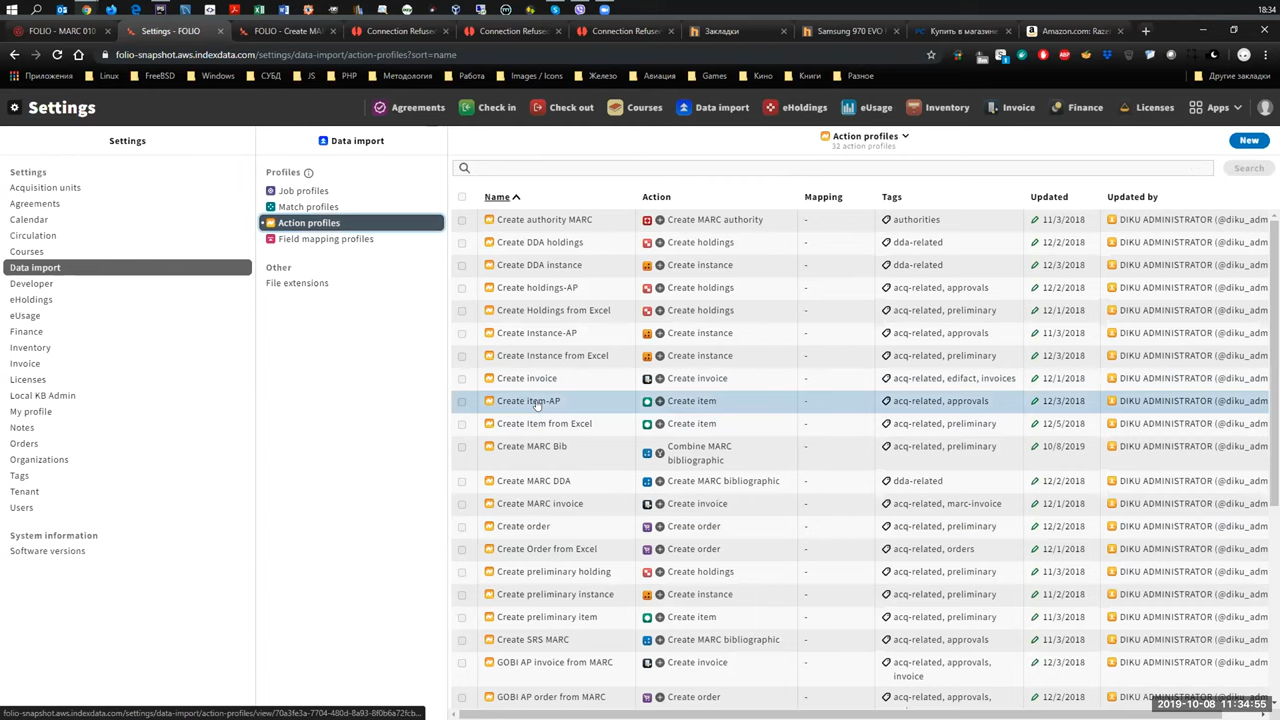 18:34
FOLIO - MARC 010
Settings - FOLIO
FOLIO - Create MA
Connection Refuse
Connection Refuse
Connection Refuse
Закладки
Samsung 970 EVO
Купить в магазине
Amazon.com: Raze
folio-snapshot.aws.indexdata.com/settings/data-import/action-profiles?sort=name
Приложения Linux FreeBSD Windows СУБД JS PHP Методология Работа Images / Icons Железо Авиация Games Кино Книги Разное Другие закладки
Settings Agreements Check in Check out Courses Data import eHoldings eUsage Inventory Invoice Finance Licenses Apps
Settings
Settings
Acquisition units
Agreements
Calendar
Circulation
Courses
Data import
Developer
eHoldings
eUsage
Finance
Inventory
Invoice
Licenses
Local KB Admin
My profile
Notes
Orders
Organizations
Tags
Tenant
Users
System information
Software versions
Data import
Profiles
Job profiles
Match profiles
Action profiles
Field mapping profiles
Other
File extensions
Action profiles
32 action profiles
New
Search
Name Action Mapping Tags Updated Updated by
Create authority MARC Create MARC authority - authorities 11/3/2018 DIKU ADMINISTRATOR (@diku_adm
Create DDA holdings Create holdings - dda-related 12/2/2018 DIKU ADMINISTRATOR (@diku_adm
Create DDA instance Create instance - dda-related 12/3/2018 DIKU ADMINISTRATOR (@diku_adm
Create holdings-AP Create holdings - acq-related, approvals 12/2/2018 DIKU ADMINISTRATOR (@diku_adm
Create Holdings from Excel Create holdings - acq-related, preliminary 12/1/2018 DIKU ADMINISTRATOR (@diku_adm
Create Instance-AP Create instance - acq-related, approvals 11/3/2018 DIKU ADMINISTRATOR (@diku_adm
Create Instance from Excel Create instance - acq-related, preliminary 12/3/2018 DIKU ADMINISTRATOR (@diku_adm
Create invoice Create invoice - acq-related, edifact, invoices 12/1/2018 DIKU ADMINISTRATOR (@diku_adm
Create item-AP Create item - acq-related, approvals 12/3/2018 DIKU ADMINISTRATOR (@diku_adm
Create Item from Excel Create item - acq-related, preliminary 12/5/2018 DIKU ADMINISTRATOR (@diku_adm
Create MARC Bib Combine MARC bibliographic - acq-related, preliminary 10/8/2019 DIKU ADMINISTRATOR (@diku_adm
Create MARC DDA Create MARC bibliographic - dda-related 12/2/2018 DIKU ADMINISTRATOR (@diku_adm
Create MARC invoice Create invoice - acq-related, marc-invoice 12/1/2018 DIKU ADMINISTRATOR (@diku_adm
Create order Create order - acq-related, preliminary 12/2/2018 DIKU ADMINISTRATOR (@diku_adm
Create Order from Excel Create order - acq-related, orders 12/1/2018 DIKU ADMINISTRATOR (@diku_adm
Create preliminary holding Create holdings - acq-related, preliminary 11/3/2018 DIKU ADMINISTRATOR (@diku_adm
Create preliminary instance Create instance - acq-related, preliminary 11/2/2018 DIKU ADMINISTRATOR (@diku_adm
Create preliminary item Create item - acq-related, preliminary 11/3/2018 DIKU ADMINISTRATOR (@diku_adm
Create SRS MARC Create MARC bibliographic - acq-related, approvals 11/3/2018 DIKU ADMINISTRATOR (@diku_adm
GOBI AP invoice from MARC Create invoice - acq-related, approvals, invoice 12/3/2018 DIKU ADMINISTRATOR (@diku_adm
GOBI AP order from MARC Create order - acq-related, approvals, 12/2/2018
2019-10-08 11:34:55